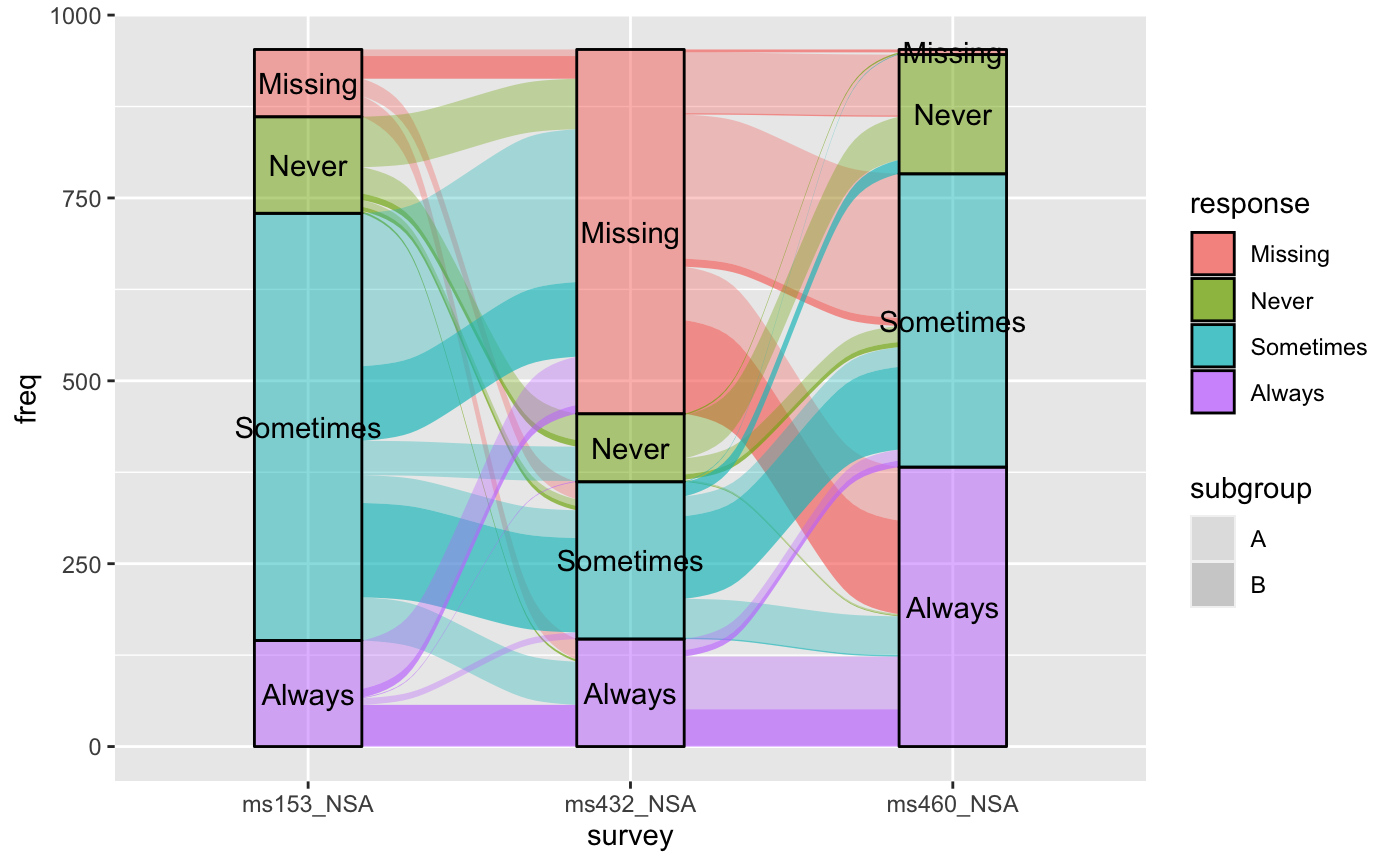 1000
750
500
250
0
freq
Missing
Never
Sometimes
Always
Missing
Never
Sometimes
Always
Missing
Never
Sometimes
Always
ms153_NSA
ms432_NSA
ms460_NSA
survey
response
Missing
Never
Sometimes
Always
subgroup
A
B